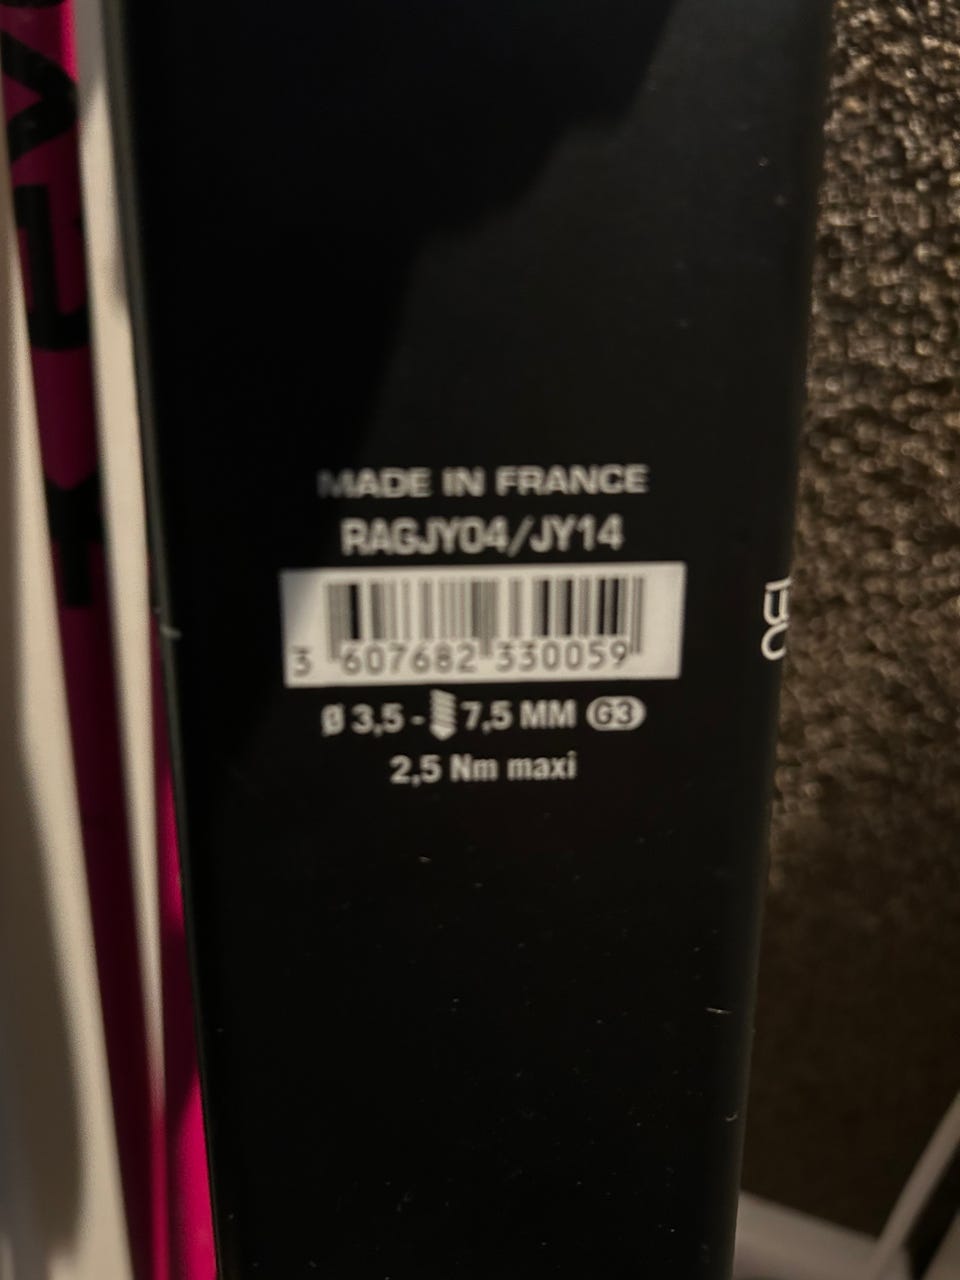 MADE IN FRANCE
RAGJY04/JY14
3 607682 330059
Ø 3,5 - 7,5 MM G3
2,5 Nm maxi